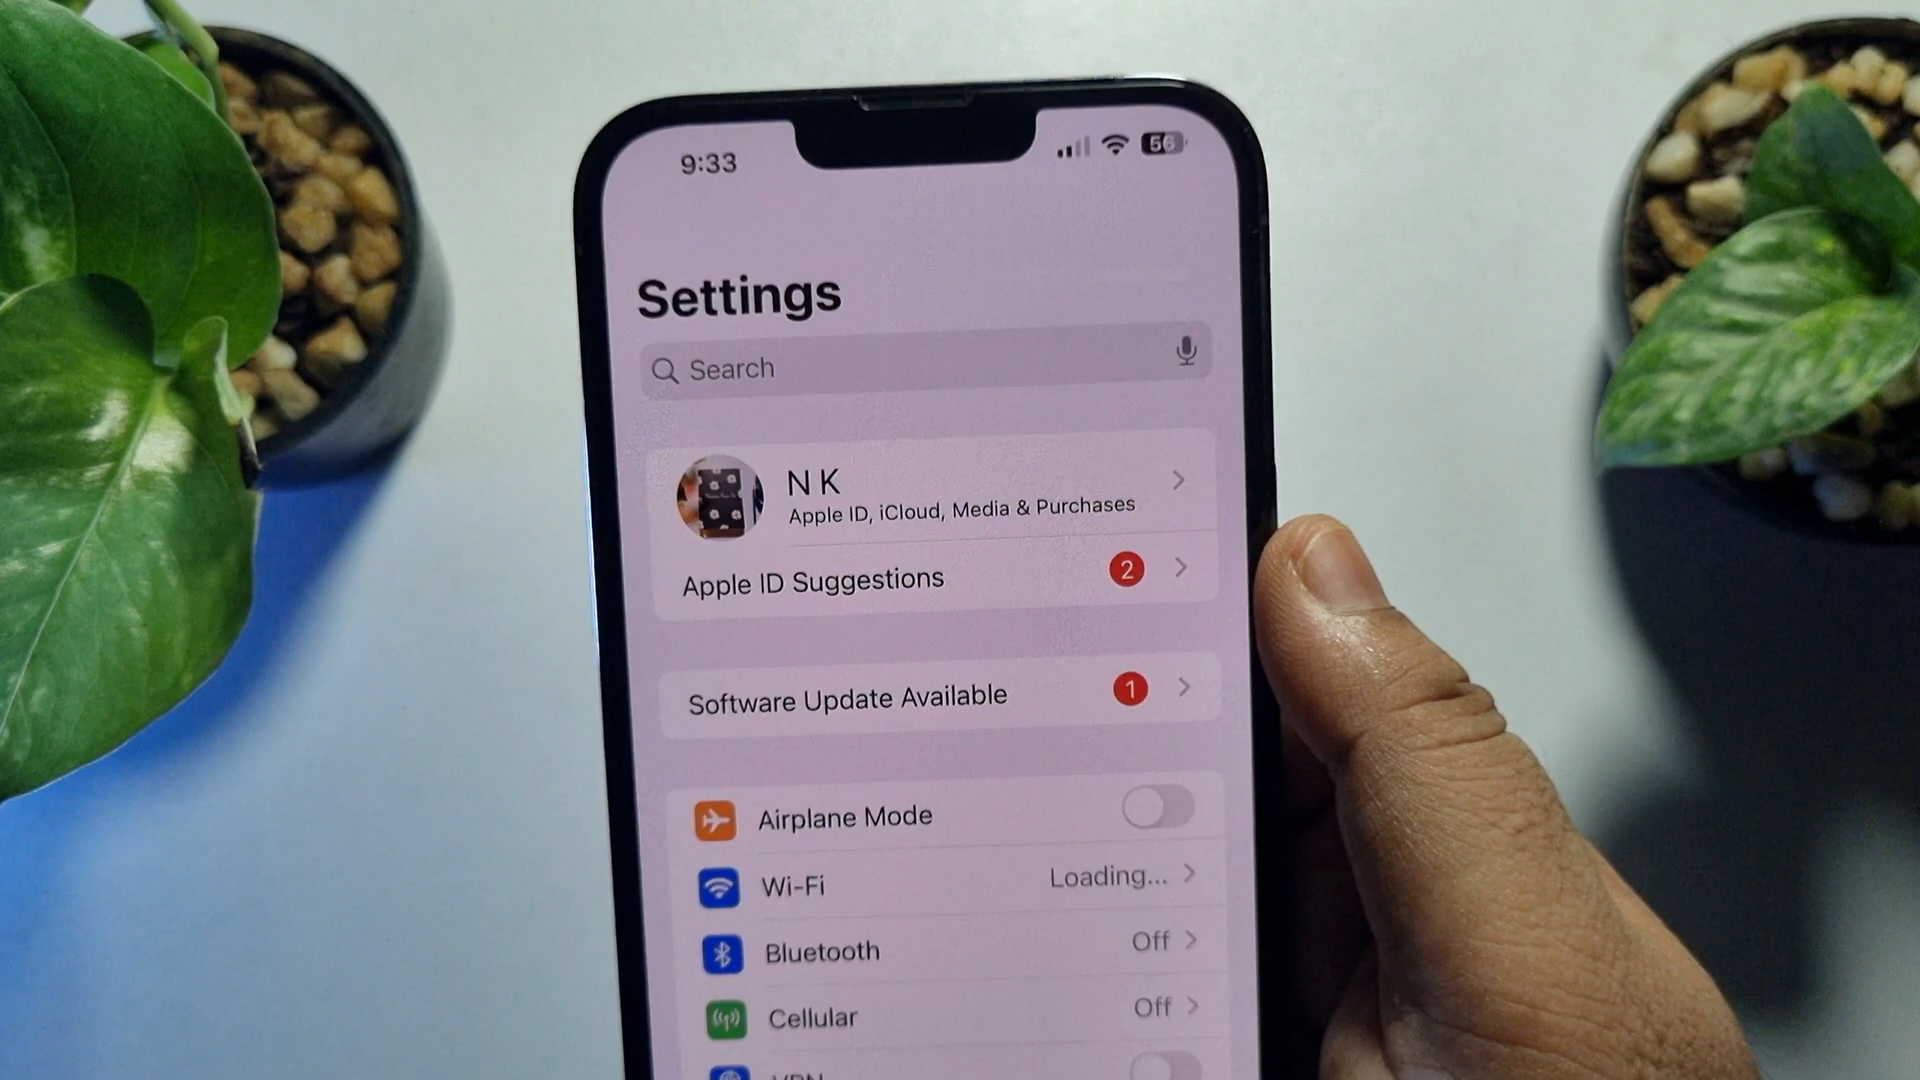 9:33
56
Settings
Search
N K
Apple ID, iCloud, Media & Purchases
Apple ID Suggestions 2
Software Update Available 1
Airplane Mode
Wi-Fi Loading...
Bluetooth Off
Cellular Off
VPN